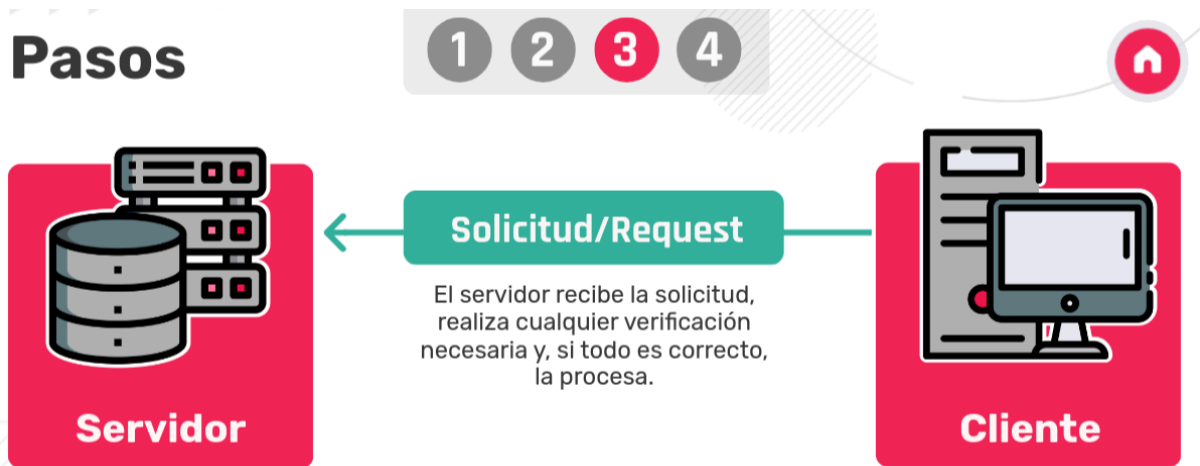 Pasos
1 2 3 4
Solicitud/Request
El servidor recibe la solicitud,
realiza cualquier verificación
necesaria y, si todo es correcto,
la procesa.
Servidor
Cliente